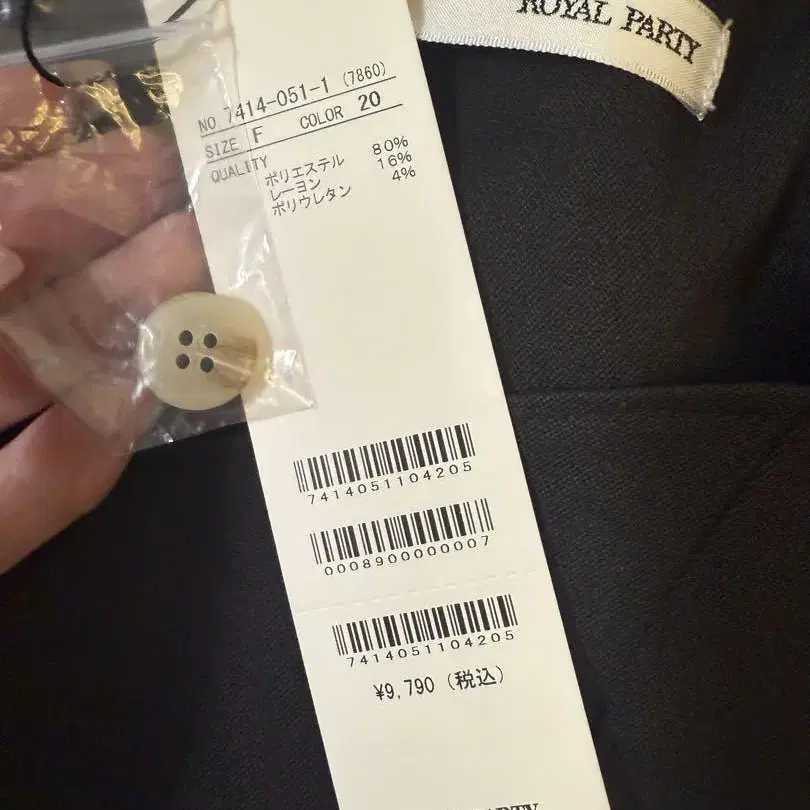 ROYAL PARTY
NO. 7414-051-1 (7860)
SIZE F COLOR 20
QUALITY
ポリエステル 80%
レーヨン 16%
ポリウレタン 4%
7414051104205
0008900000007
7414051104205
¥9,790 (税込)
PARTY